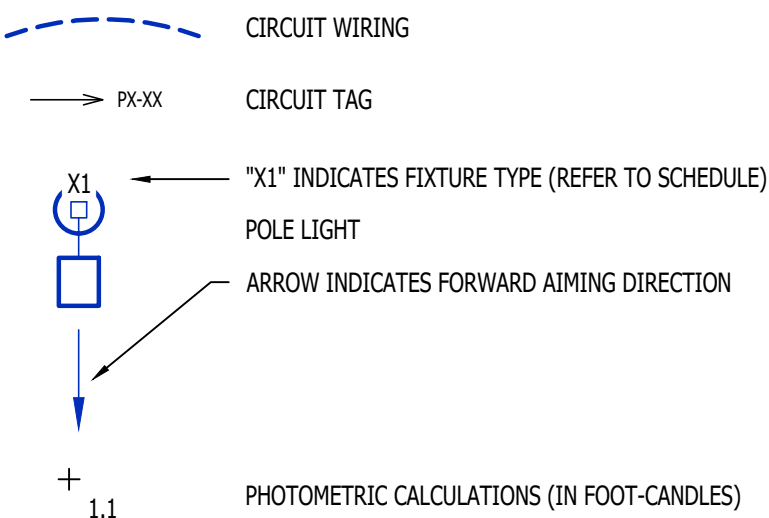 CIRCUIT WIRING
PX-XX CIRCUIT TAG
X1 "X1" INDICATES FIXTURE TYPE (REFER TO SCHEDULE)
POLE LIGHT
ARROW INDICATES FORWARD AIMING DIRECTION
1.1 PHOTOMETRIC CALCULATIONS (IN FOOT-CANDLES)